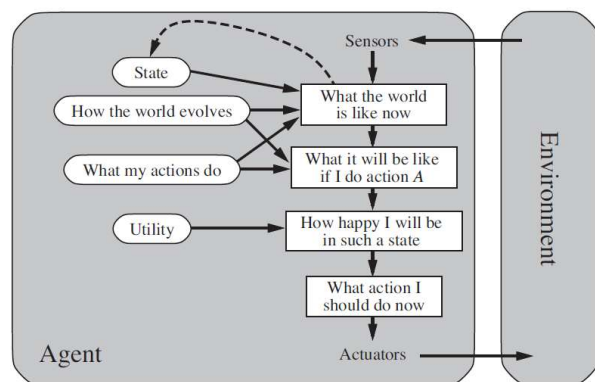 Sensors
State
What the world
is like now
How the world evolves
What it will be like
if I do action A
What my actions do
How happy I will be
in such a state
Utility
What action I
should do now
Agent
Actuators
Environment